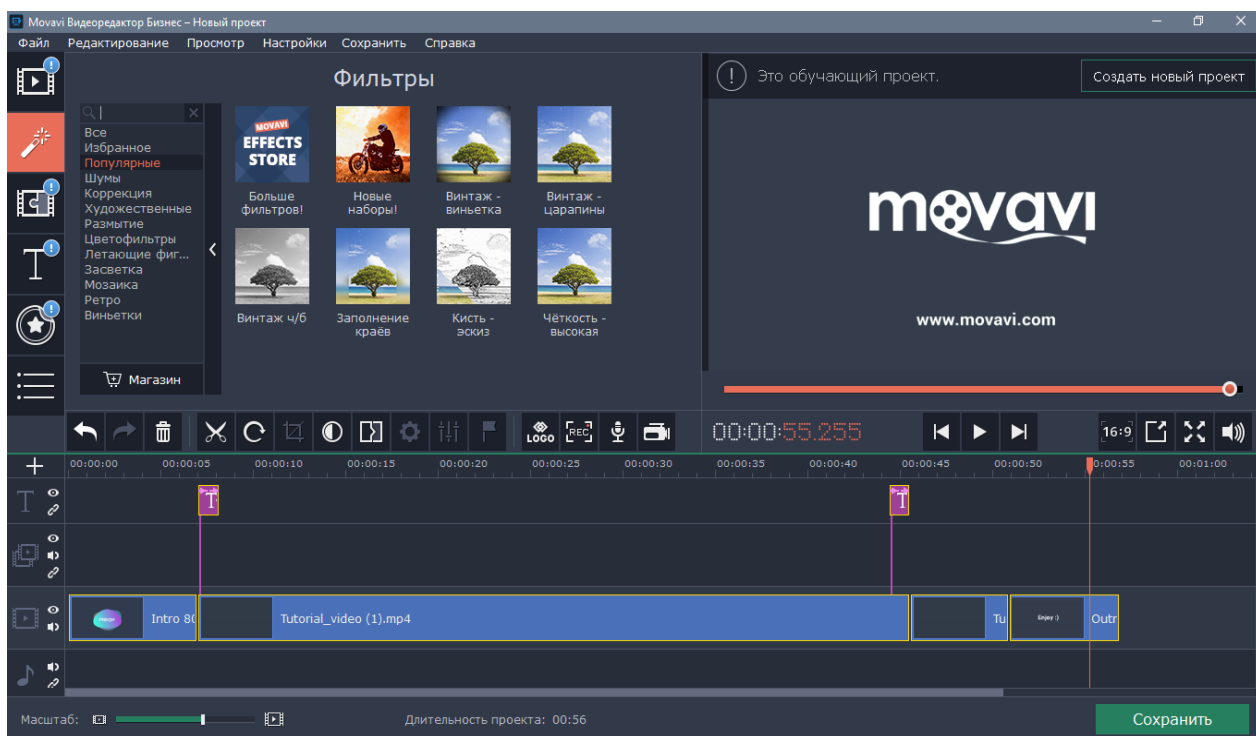 Movavi Видеоредактор Бизнес – Новый проект
Файл Редактирование Просмотр Настройки Сохранить Справка
Фильтры
Это обучающий проект.
Создать новый проект
Все
Избранное
Популярные
Шумы
Коррекция
Художественные
Размытие
Цветофильтры
Летающие фиг...
Засветка
Мозаика
Ретро
Виньетки
Магазин
MOVAVI
EFFECTS
STORE
Больше
фильтров!
Новые
наборы!
Винтаж -
виньетка
Винтаж -
царапины
Винтаж ч/б
Заполнение
краёв
Кисть -
эскиз
Чёткость -
высокая
movavi
www.movavi.com
LOGO
REC
00:00:55.255
16:9
00:00:00 00:00:05 00:00:10 00:00:15 00:00:20 00:00:25 00:00:30 00:00:35 00:00:40 00:00:45 00:00:50 0:00:55 00:01:00
T T T
Intro 80 Tutorial_video (1).mp4 Tu Enjoy :) Outr
Масштаб:
Длительность проекта: 00:56
Сохранить